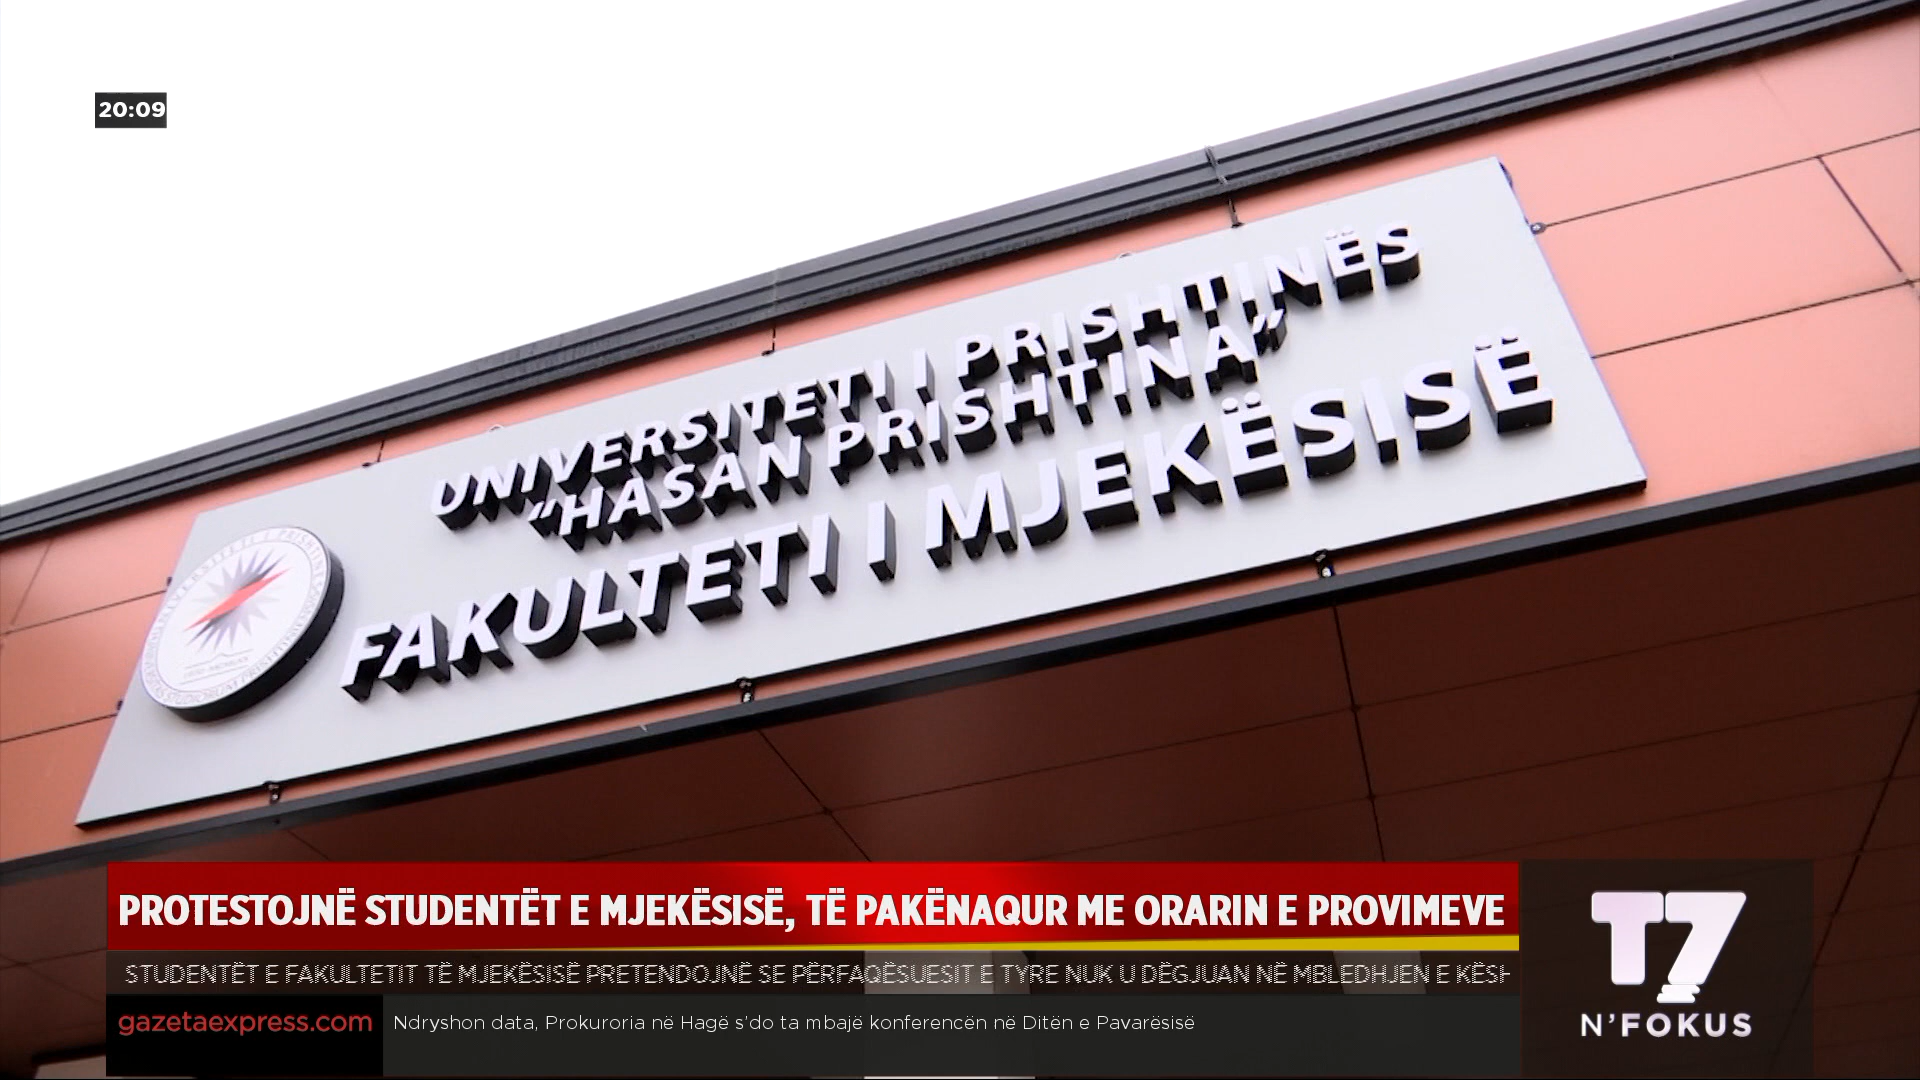 20:09
UNIVERSITETI I PRISHTINËS
“HASAN PRISHTINA”
FAKULTETI I MJEKËSISË
PROTESTOJNË STUDENTËT E MJEKËSISË, TË PAKËNAQUR ME ORARIN E PROVIMEVE
STUDENTËT E FAKULTETIT TË MJEKËSISË PRETENDOJNË SE PËRFAQËSUESIT E TYRE NUK U DËGJUAN NË MBLEDHJEN E
gazetaexpress.com
Ndryshon data, Prokuroria në Hagë s'do ta mbajë konferencën në Ditën e Pavarësisë
T7
N'FOKUS